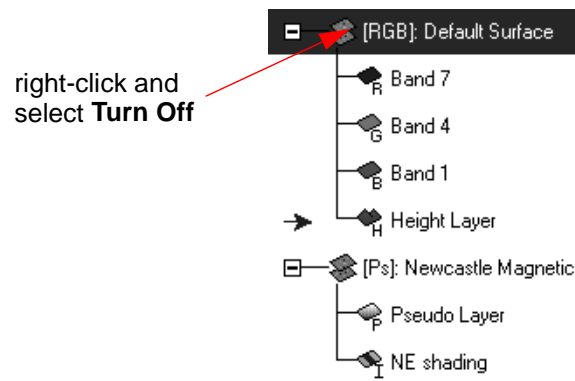 [RGB]: Default Surface
right-click and
select Turn Off
R Band 7
G Band 4
B Band 1
H Height Layer
[Ps]: Newcastle Magnetic
P Pseudo Layer
I NE shading